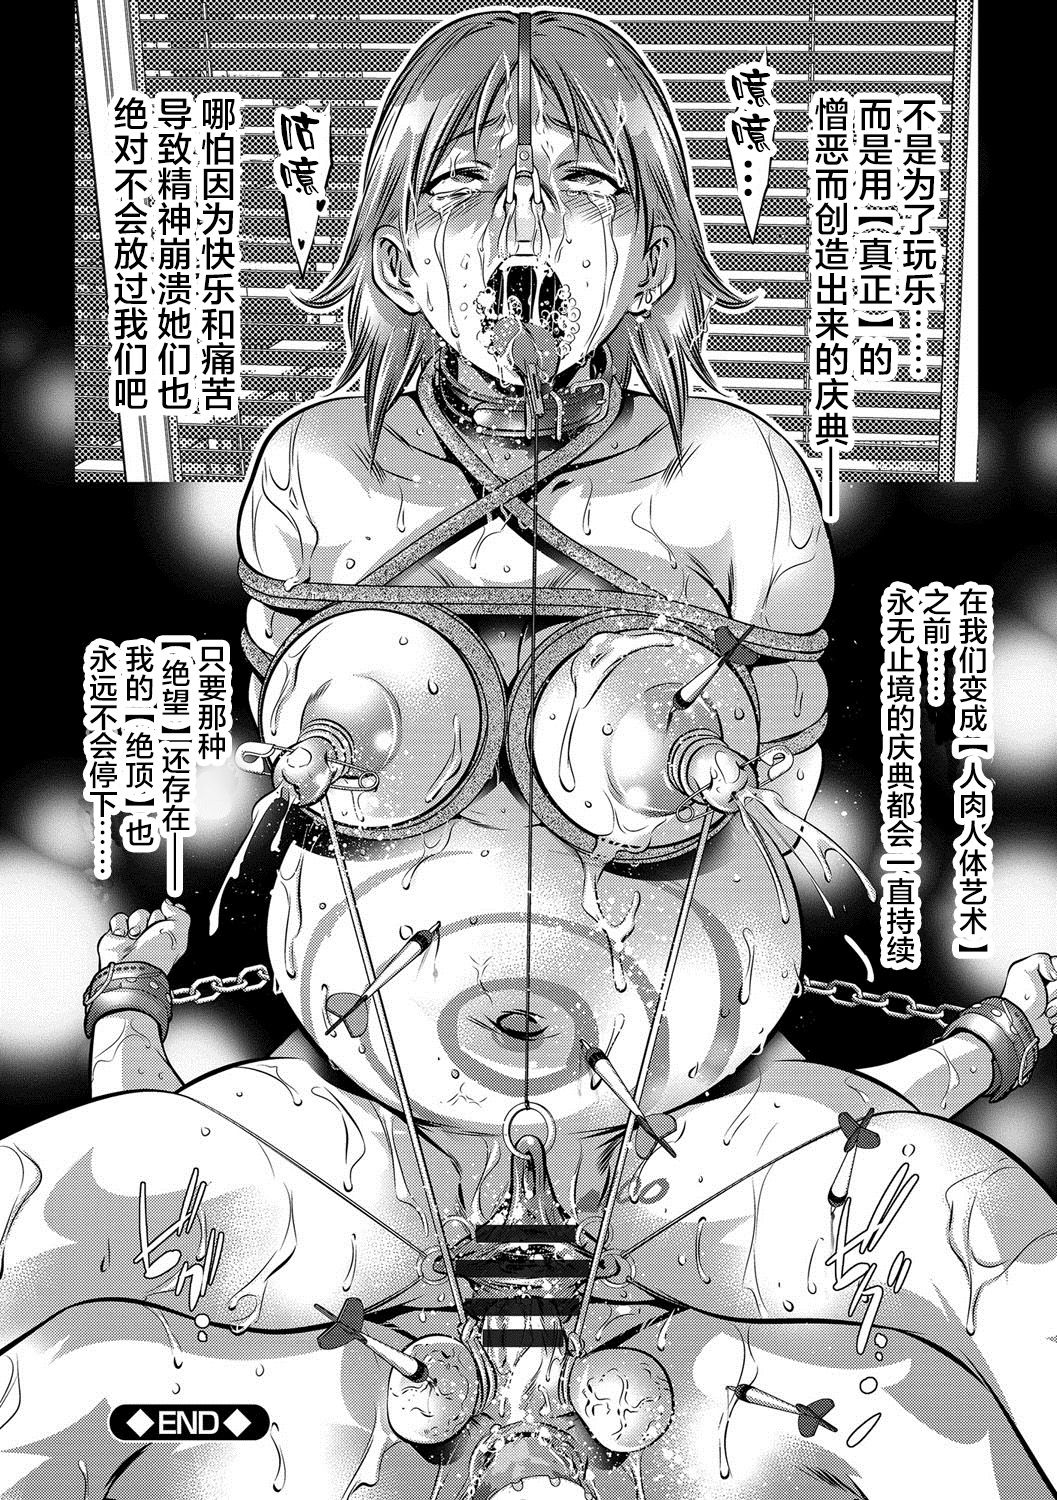 不是为了玩乐……
而是用【真正】的
憎恶而创造出来的庆典——
噫噫…
咕噫
哪怕因为快乐和痛苦
导致精神崩溃她们也
绝对不会放过我们吧
在我们变成【人肉人体艺术】
之前……
永无止境的庆典都会一直持续
只要那种
【绝望】还存在——
我的【绝顶】也
永远不会停下……
◆END◆